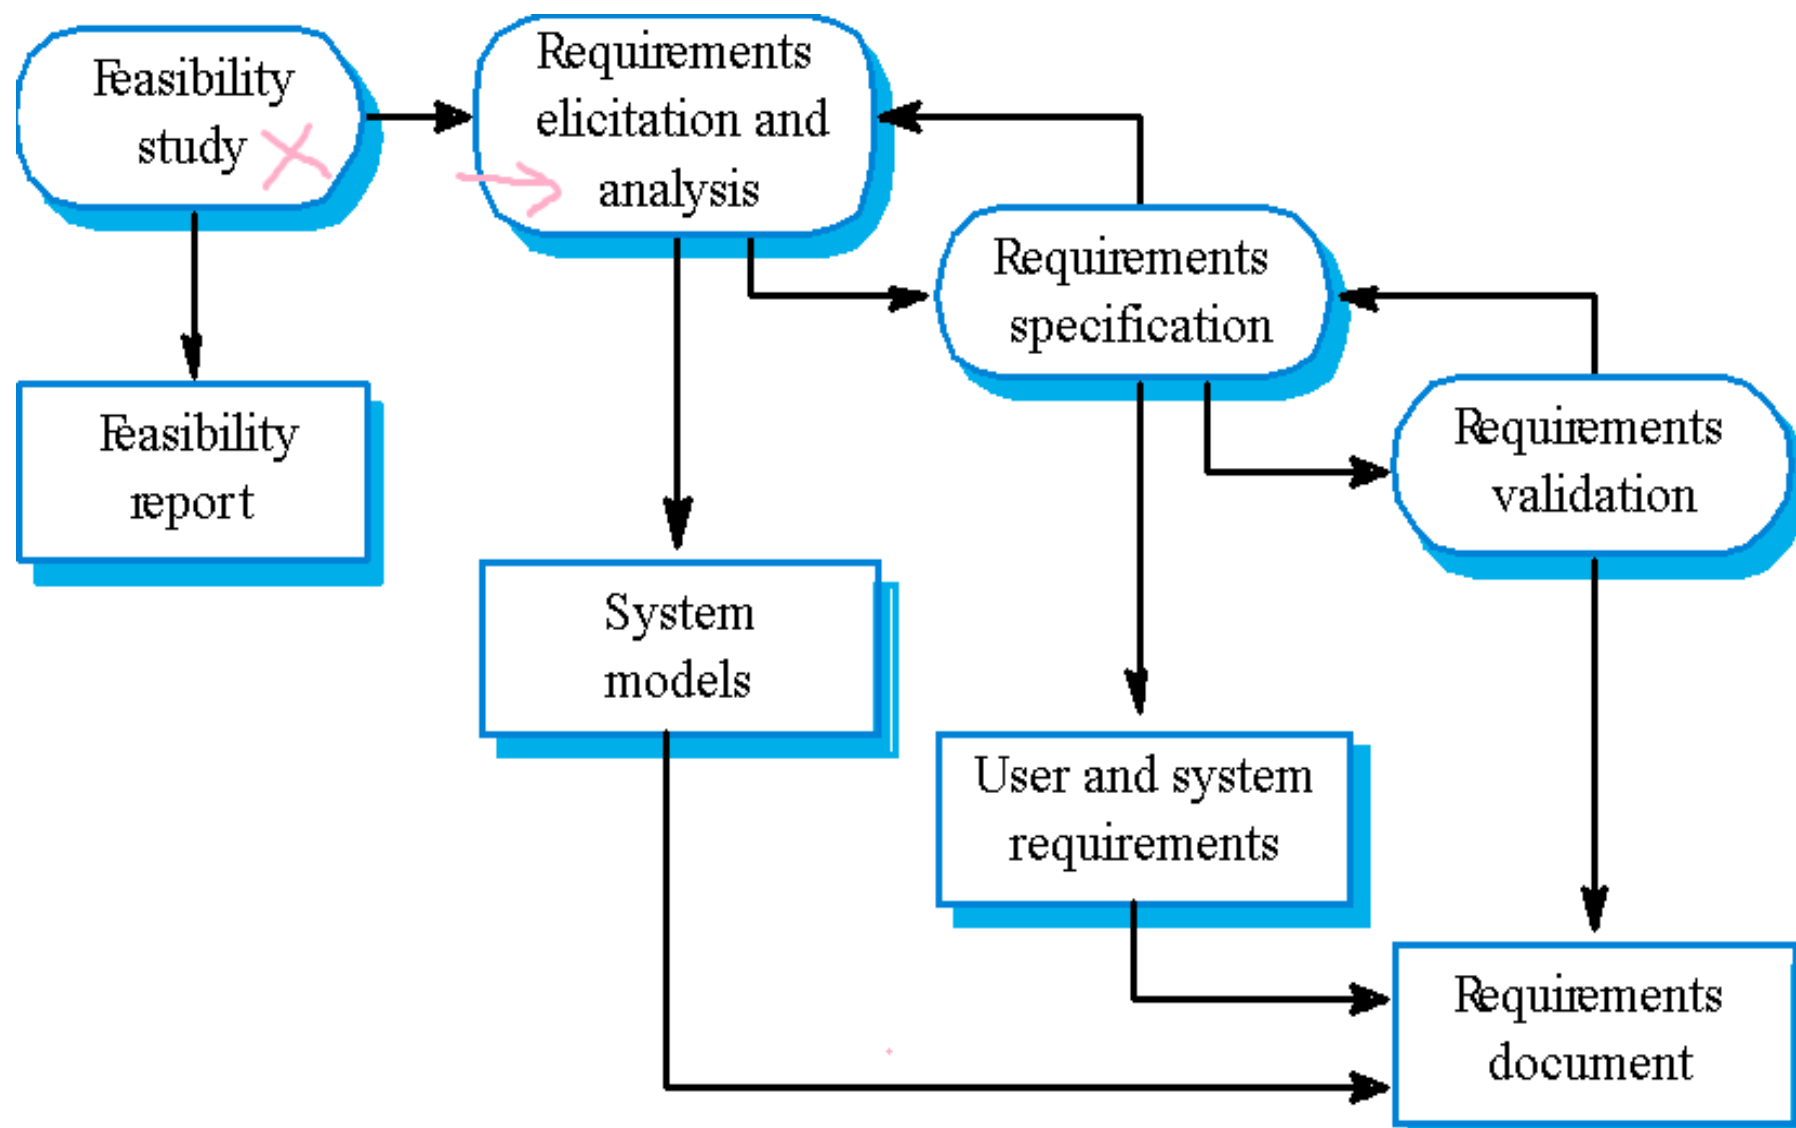 Feasibility
study
Requirements
elicitation and
analysis
Requirements
specification
Requirements
validation
Feasibility
report
System
models
User and system
requirements
Requirements
document